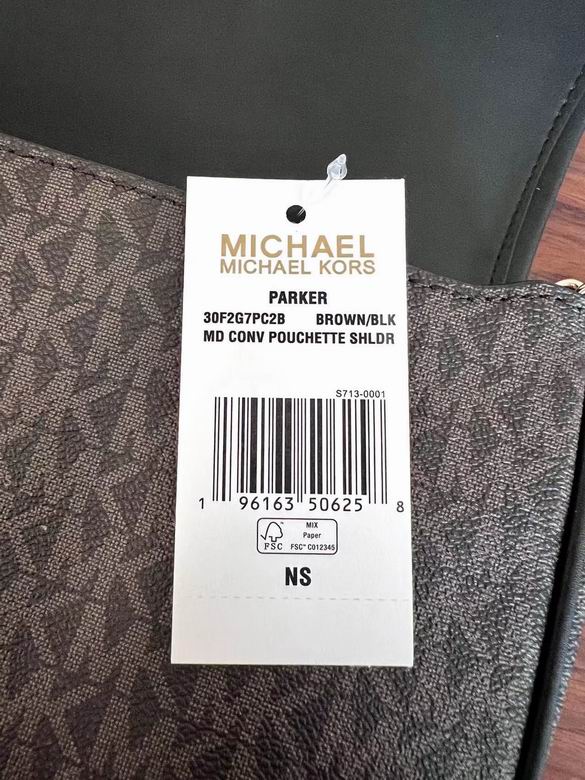 MICHAEL
MICHAEL KORS
PARKER
30F2G7PC2B BROWN/BLK
MD CONV POUCHETTE SHLDR
S713-0001
1 96163 50625 8
FSC
MIX
Paper
FSC™ C012345
NS